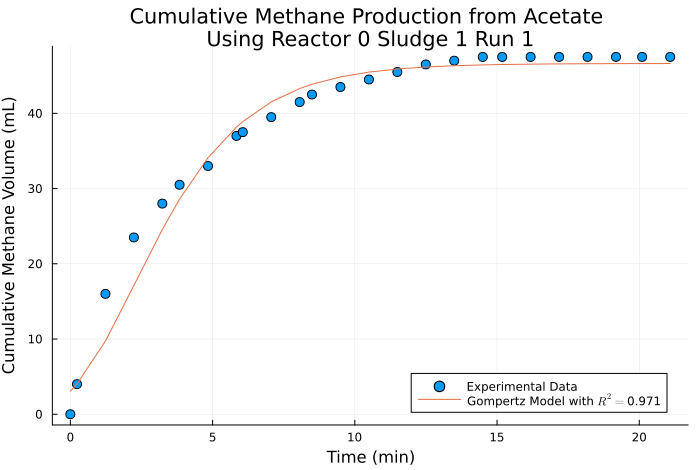 Cumulative Methane Production from Acetate
Using Reactor 0 Sludge 1 Run 1
Cumulative Methane Volume (mL)
40
30
20
10
0
0 5 10 15 20
Time (min)
Experimental Data
Gompertz Model with R² = 0.971